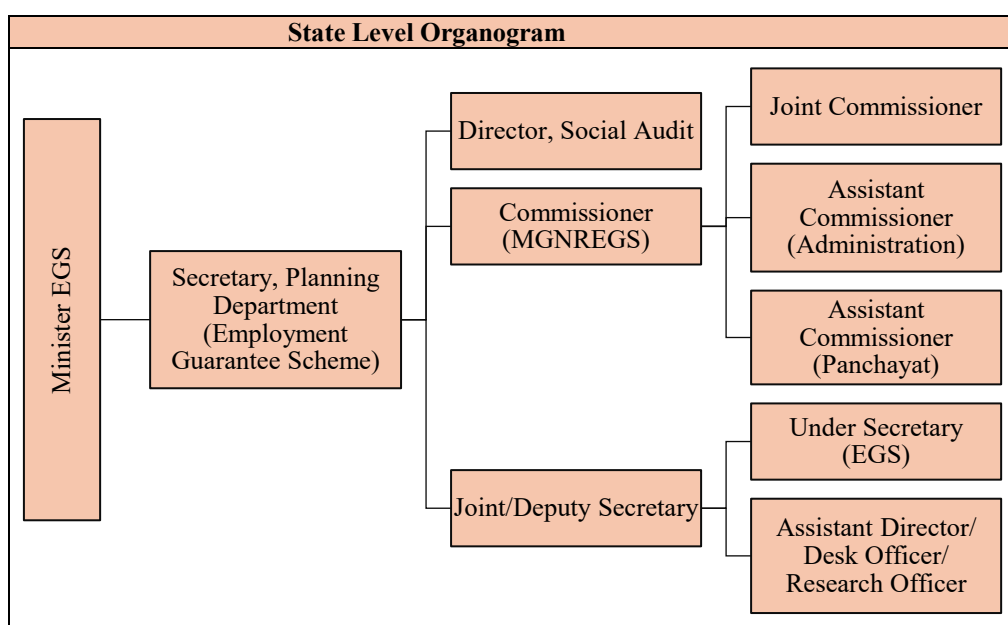 State Level Organogram
Minister EGS
Secretary, Planning
Department
(Employment
Guarantee Scheme)
Director, Social Audit
Commissioner
(MGNREGS)
Joint/Deputy Secretary
Joint Commissioner
Assistant
Commissioner
(Administration)
Assistant
Commissioner
(Panchayat)
Under Secretary
(EGS)
Assistant Director/
Desk Officer/
Research Officer